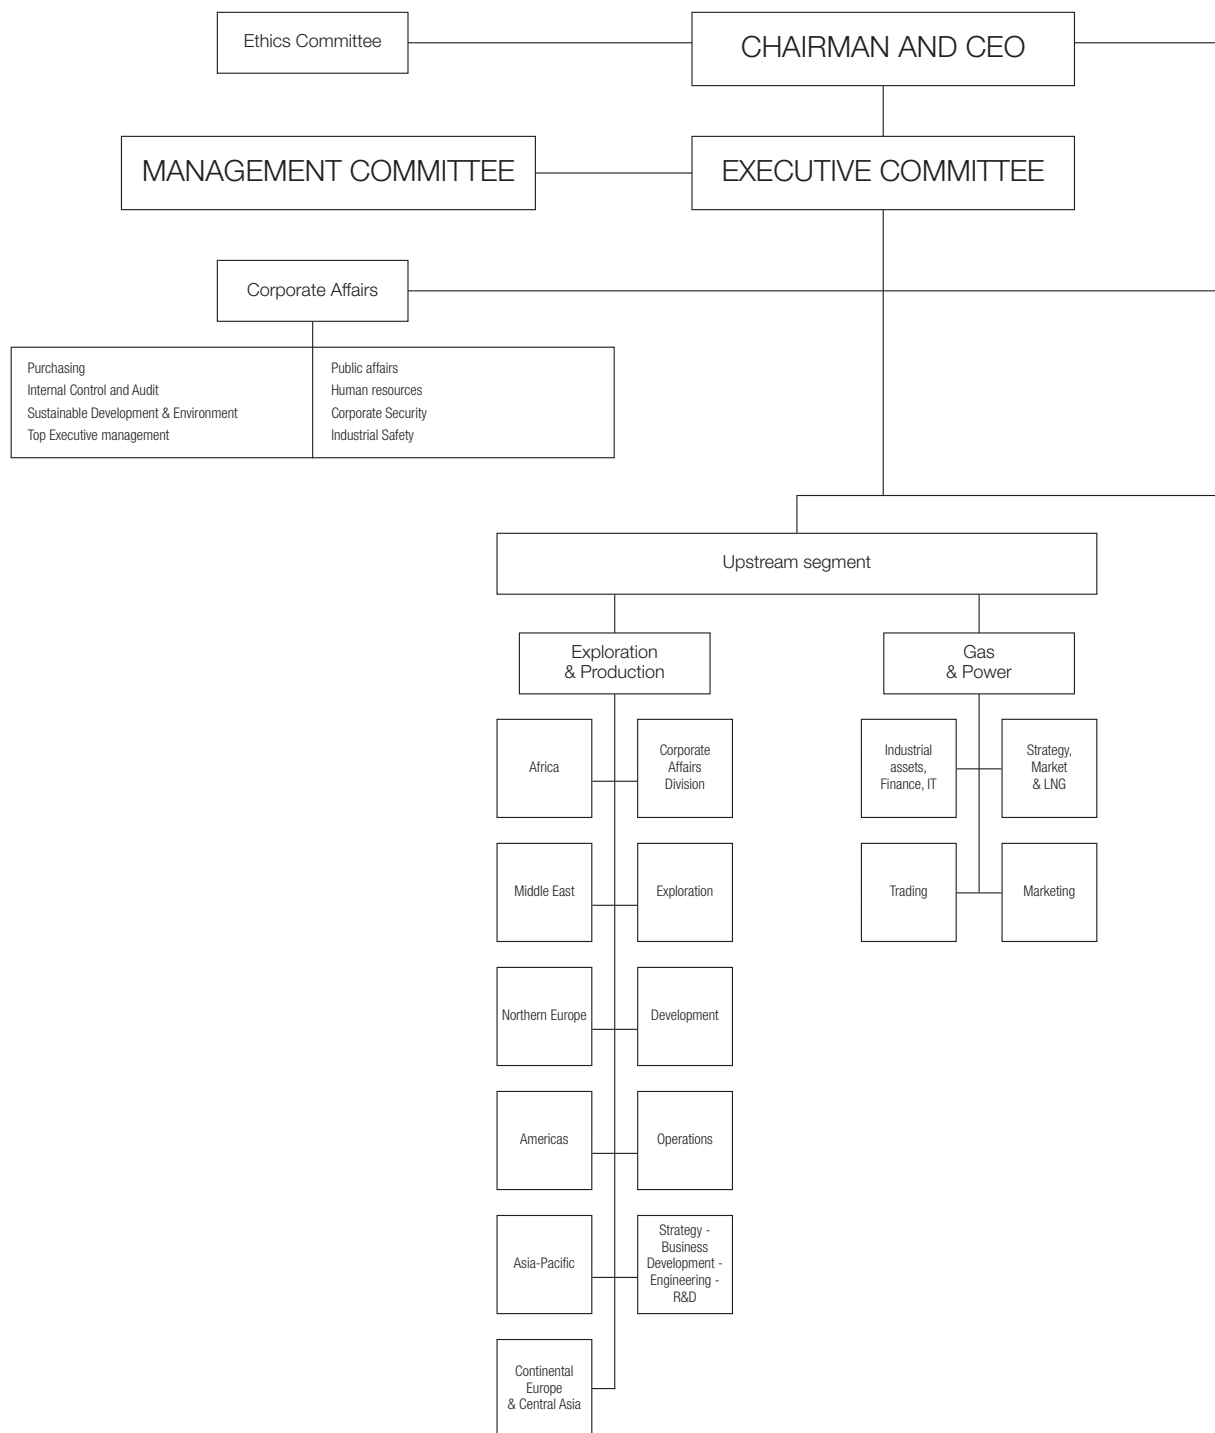 Ethics Committee
CHAIRMAN AND CEO
MANAGEMENT COMMITTEE
EXECUTIVE COMMITTEE
Corporate Affairs
Purchasing
Internal Control and Audit
Sustainable Development & Environment
Top Executive management
Public affairs
Human resources
Corporate Security
Industrial Safety
Upstream segment
Exploration
& Production
Gas
& Power
Africa
Corporate
Affairs
Division
Industrial
assets,
Finance, IT
Strategy,
Market
& LNG
Middle East
Exploration
Trading
Marketing
Northern Europe
Development
Americas
Operations
Asia-Pacific
Strategy -
Business
Development -
Engineering -
R&D
Continental
Europe
& Central Asia